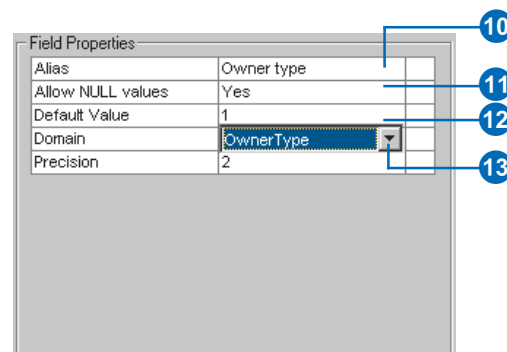 Field Properties
Alias Owner type 10
Allow NULL values Yes 11
Default Value 1 12
Domain OwnerType 13
Precision 2